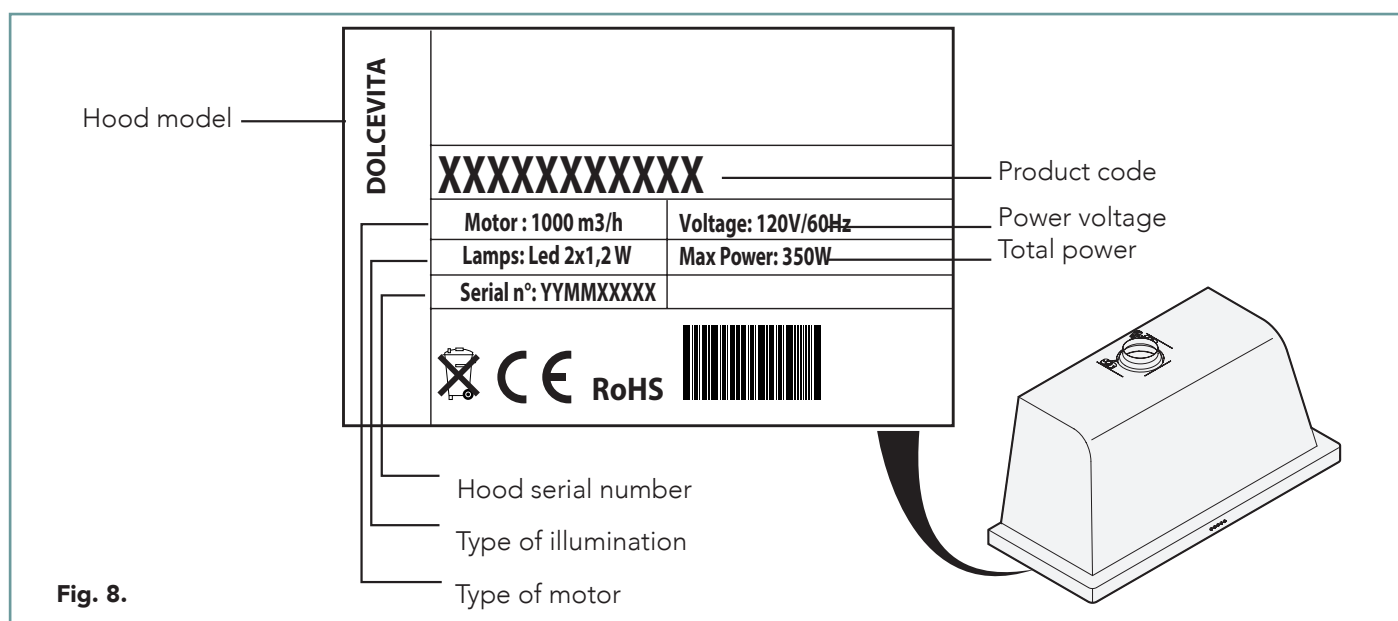 Hood model
DOLCEVITA
XXXXXXXXXXX
Product code
Motor : 1000 m3/h
Voltage: 120V/60Hz
Power voltage
Lamps: Led 2x1,2 W
Max Power: 350W
Total power
Serial n°: YYMMXXXXX
CE RoHS
Hood serial number
Type of illumination
Type of motor
Fig. 8.